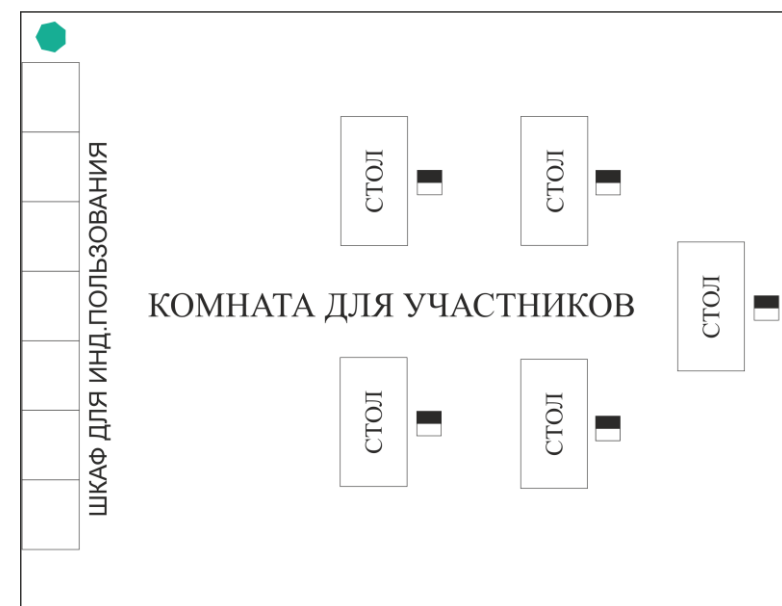 ШКАФ ДЛЯ ИНД.ПОЛЬЗОВАНИЯ
СТОЛ
СТОЛ
КОМНАТА ДЛЯ УЧАСТНИКОВ
СТОЛ
СТОЛ
СТОЛ